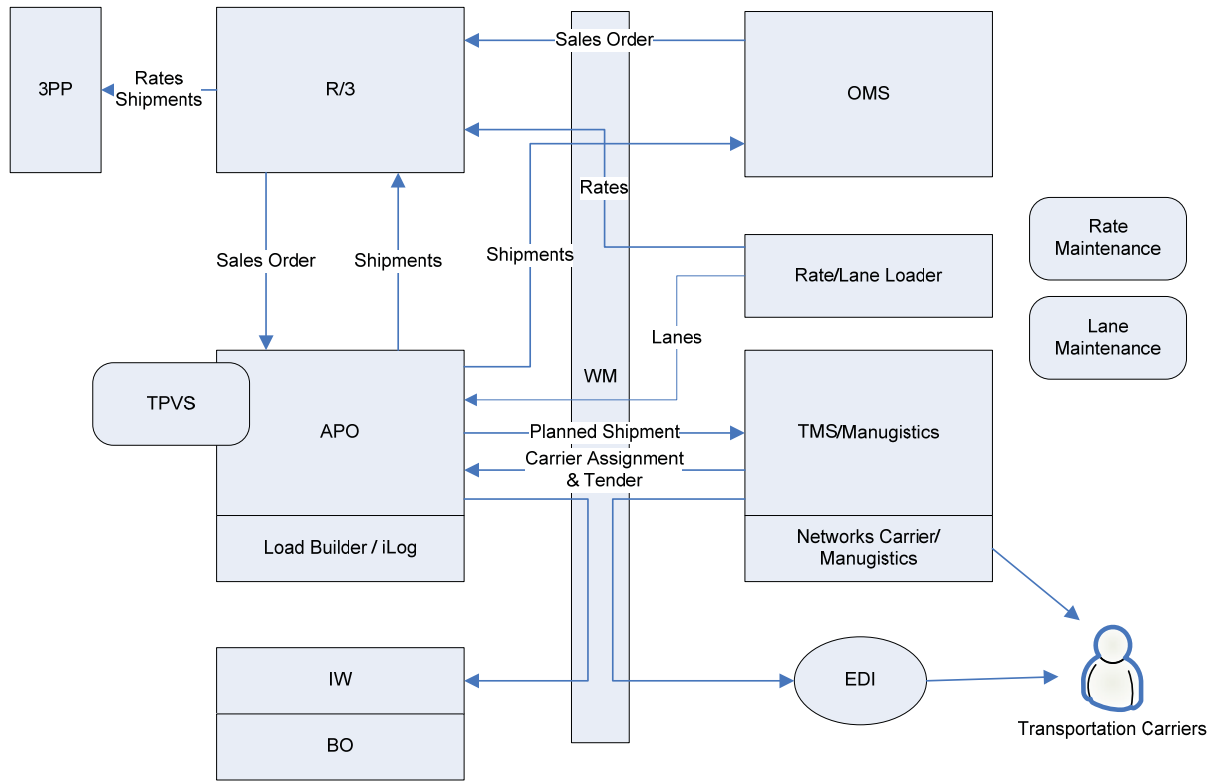 Sales Order
3PP
Rates
Shipments
R/3
OMS
Rates
Rate
Maintenance
Sales Order
Shipments
Shipments
Rate/Lane Loader
Lanes
Lane
Maintenance
WM
TPVS
APO
Planned Shipment
TMS/Manugistics
Carrier Assignment
& Tender
Load Builder / iLog
Networks Carrier/
Manugistics
IW
EDI
BO
Transportation Carriers